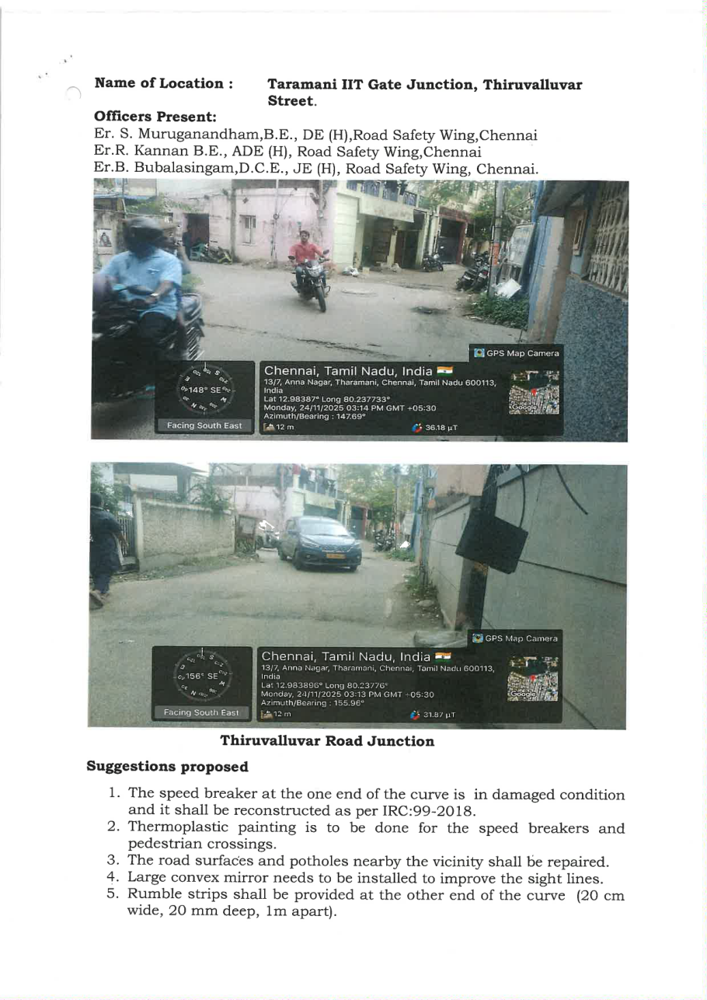 Name of Location : Taramani IIT Gate Junction, Thiruvalluvar
Street.
Officers Present:
Er. S. Muruganandham,B.E., DE (H),Road Safety Wing,Chennai
Er.R. Kannan B.E., ADE (H), Road Safety Wing,Chennai
Er.B. Bubalasingam,D.C.E., JE (H), Road Safety Wing, Chennai.
GPS Map Camera
Chennai, Tamil Nadu, India
13/7, Anna Nagar, Tharamani, Chennai, Tamil Nadu 600113,
India
Lat 12.98387° Long 80.237733°
Monday, 24/11/2025 03:14 PM GMT +05:30
Azimuth/Bearing : 147.69°
12 m
36.18 µT
148° SE
Facing South East
Google
GPS Map Camera
Chennai, Tamil Nadu, India
13/7, Anna Nagar, Tharamani, Chennai, Tamil Nadu 600113,
India
Lat 12.983896° Long 80.23776°
Monday, 24/11/2025 03:13 PM GMT +05:30
Azimuth/Bearing : 155.96°
12 m
31.87 µT
156° SE
Facing South East
Google
Thiruvalluvar Road Junction
Suggestions proposed
1. The speed breaker at the one end of the curve is in damaged condition
and it shall be reconstructed as per IRC:99-2018.
2. Thermoplastic painting is to be done for the speed breakers and
pedestrian crossings.
3. The road surfaces and potholes nearby the vicinity shall be repaired.
4. Large convex mirror needs to be installed to improve the sight lines.
5. Rumble strips shall be provided at the other end of the curve (20 cm
wide, 20 mm deep, 1m apart).